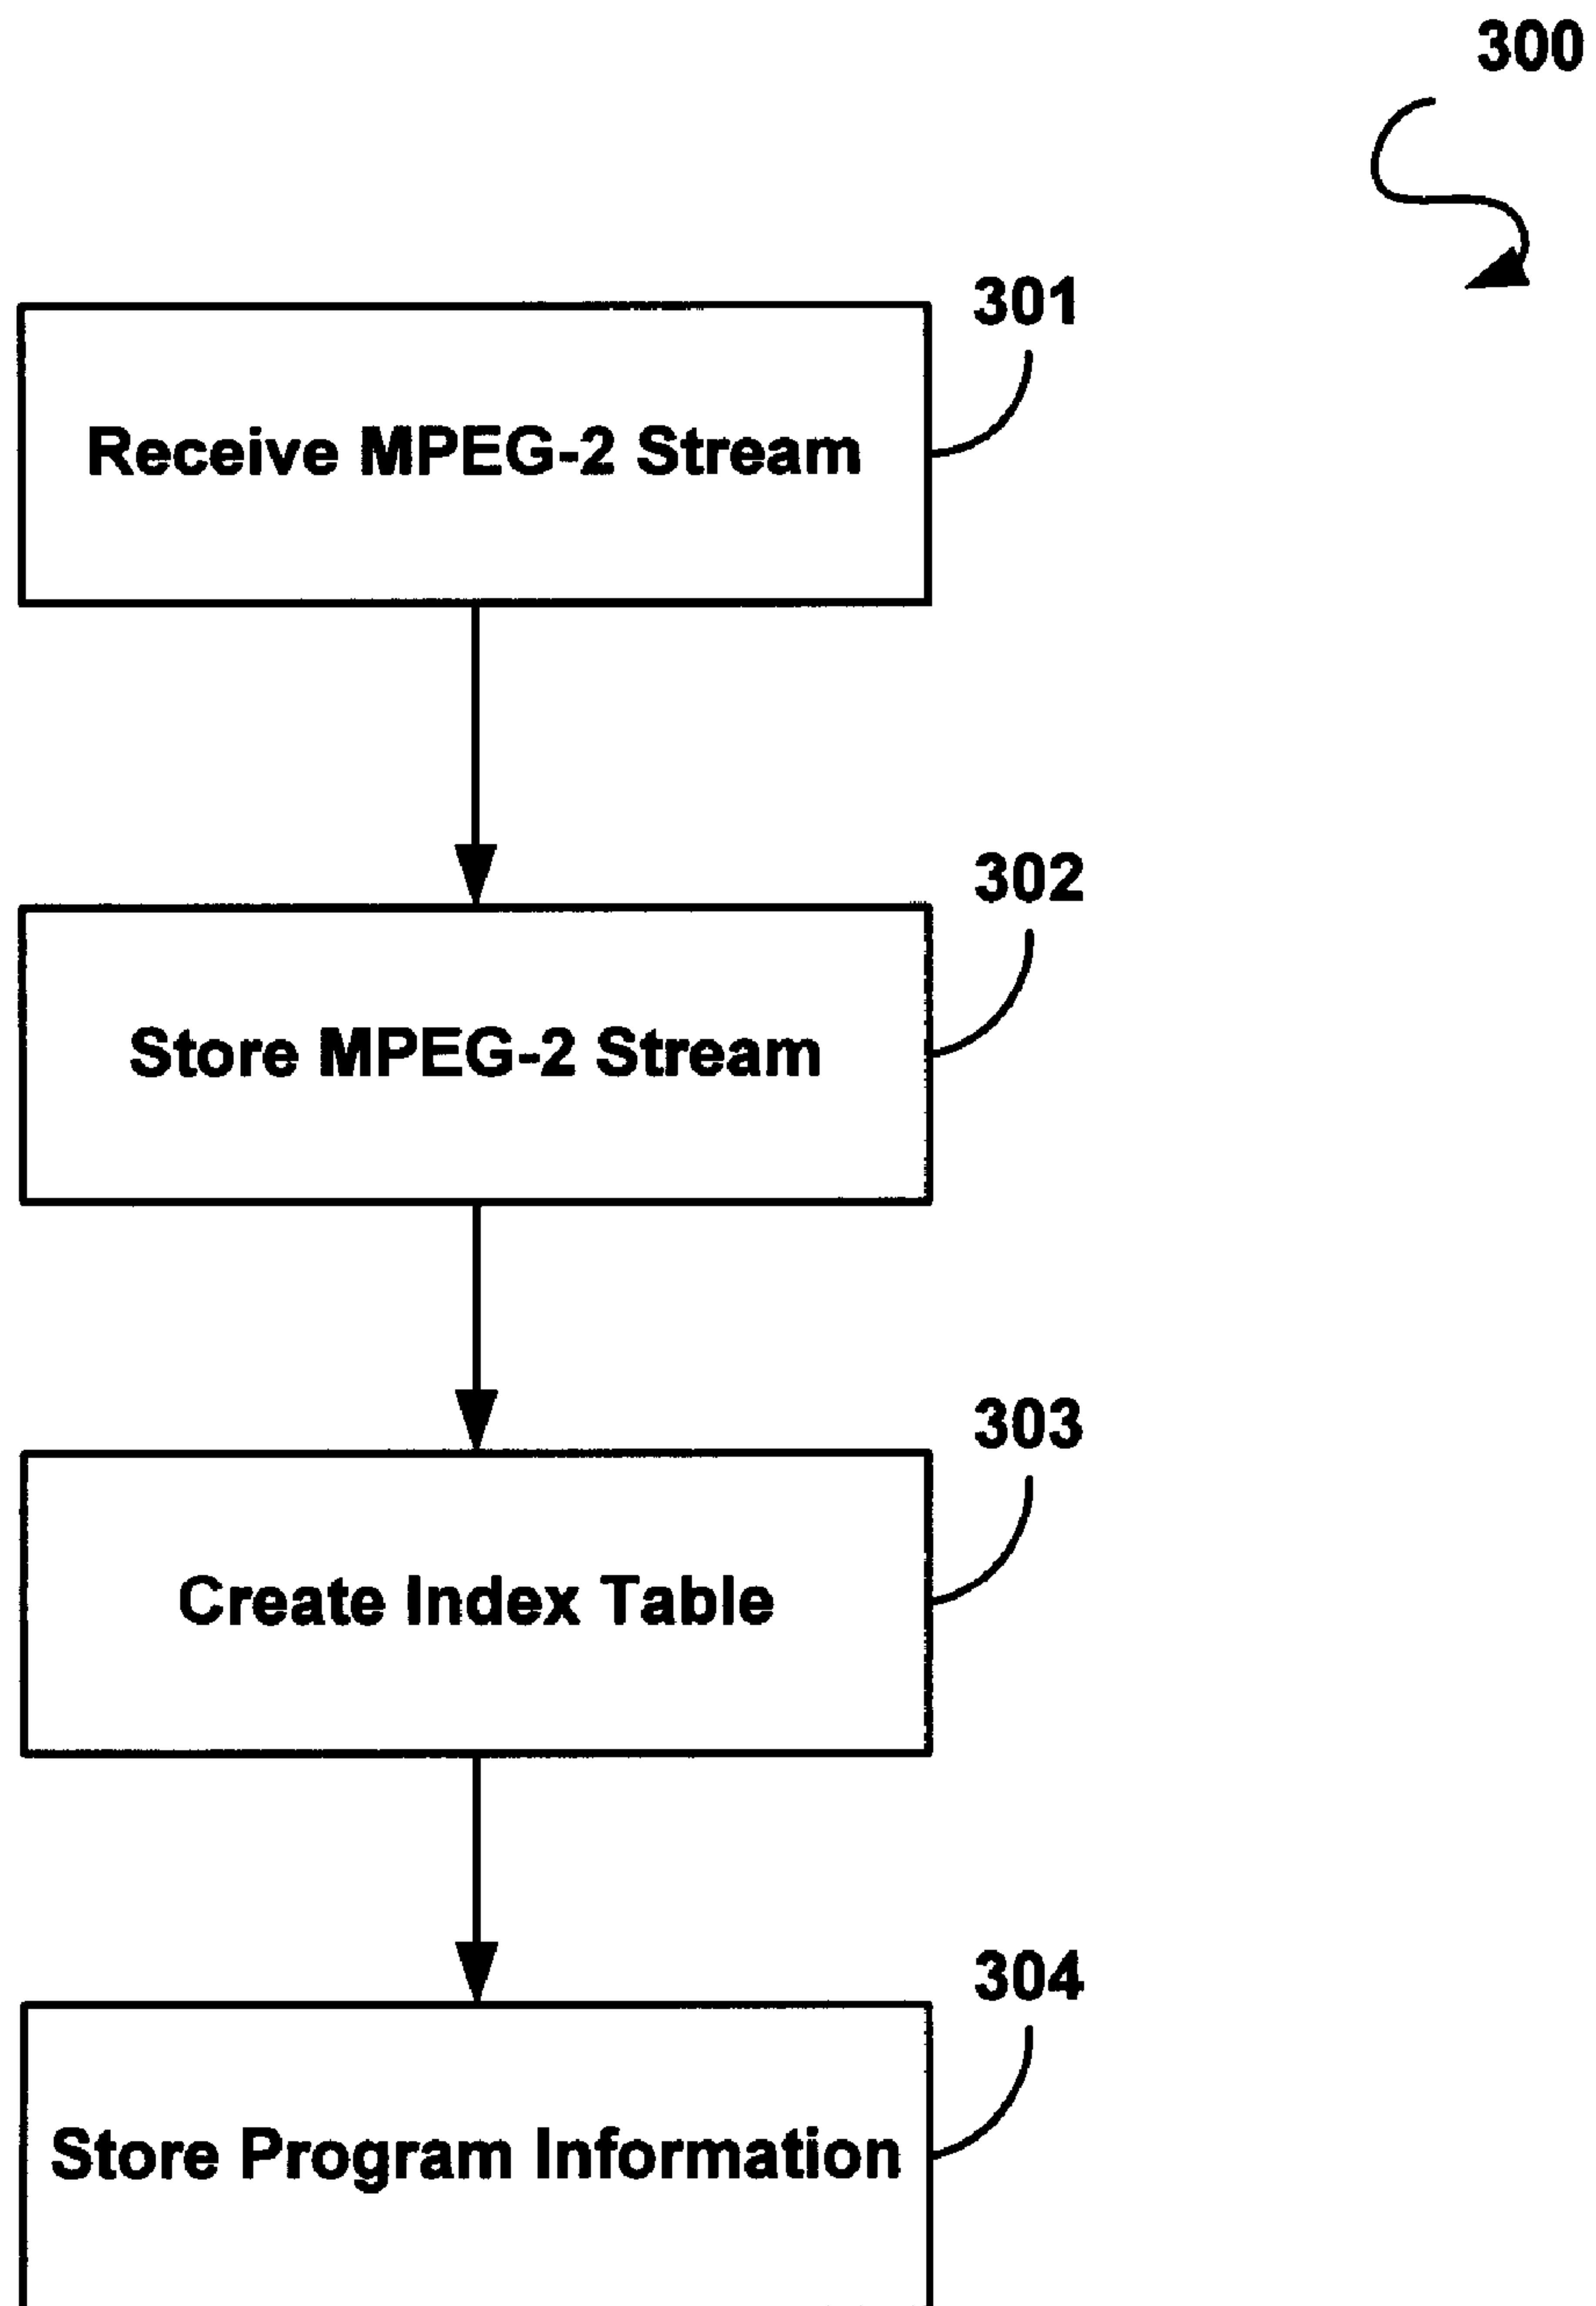 300
301
Receive MPEG-2 Stream
302
Store MPEG-2 Stream
303
Create Index Table
304
Store Program Information